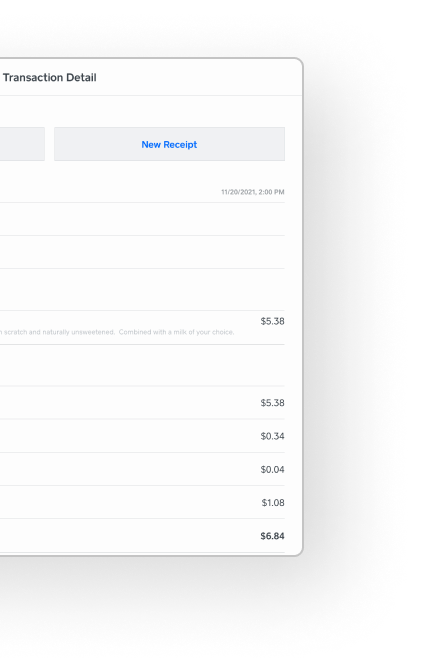 Transaction Detail
New Receipt
11/20/2021, 2:00 PM
$5.38
scratch and naturally unsweetened. Combined with a milk of your choice.
$5.38
$0.34
$0.04
$1.08
$6.84